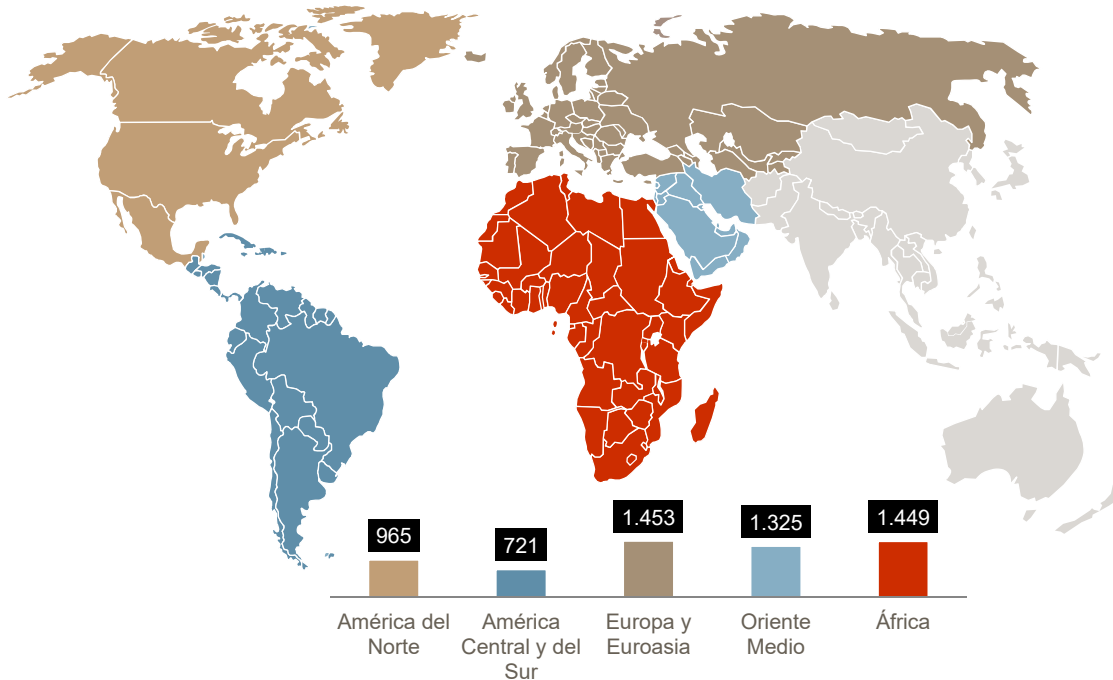 965
721
1.453
1.325
1.449
América del
Norte
América
Central y del
Sur
Europa y
Euroasia
Oriente
Medio
África